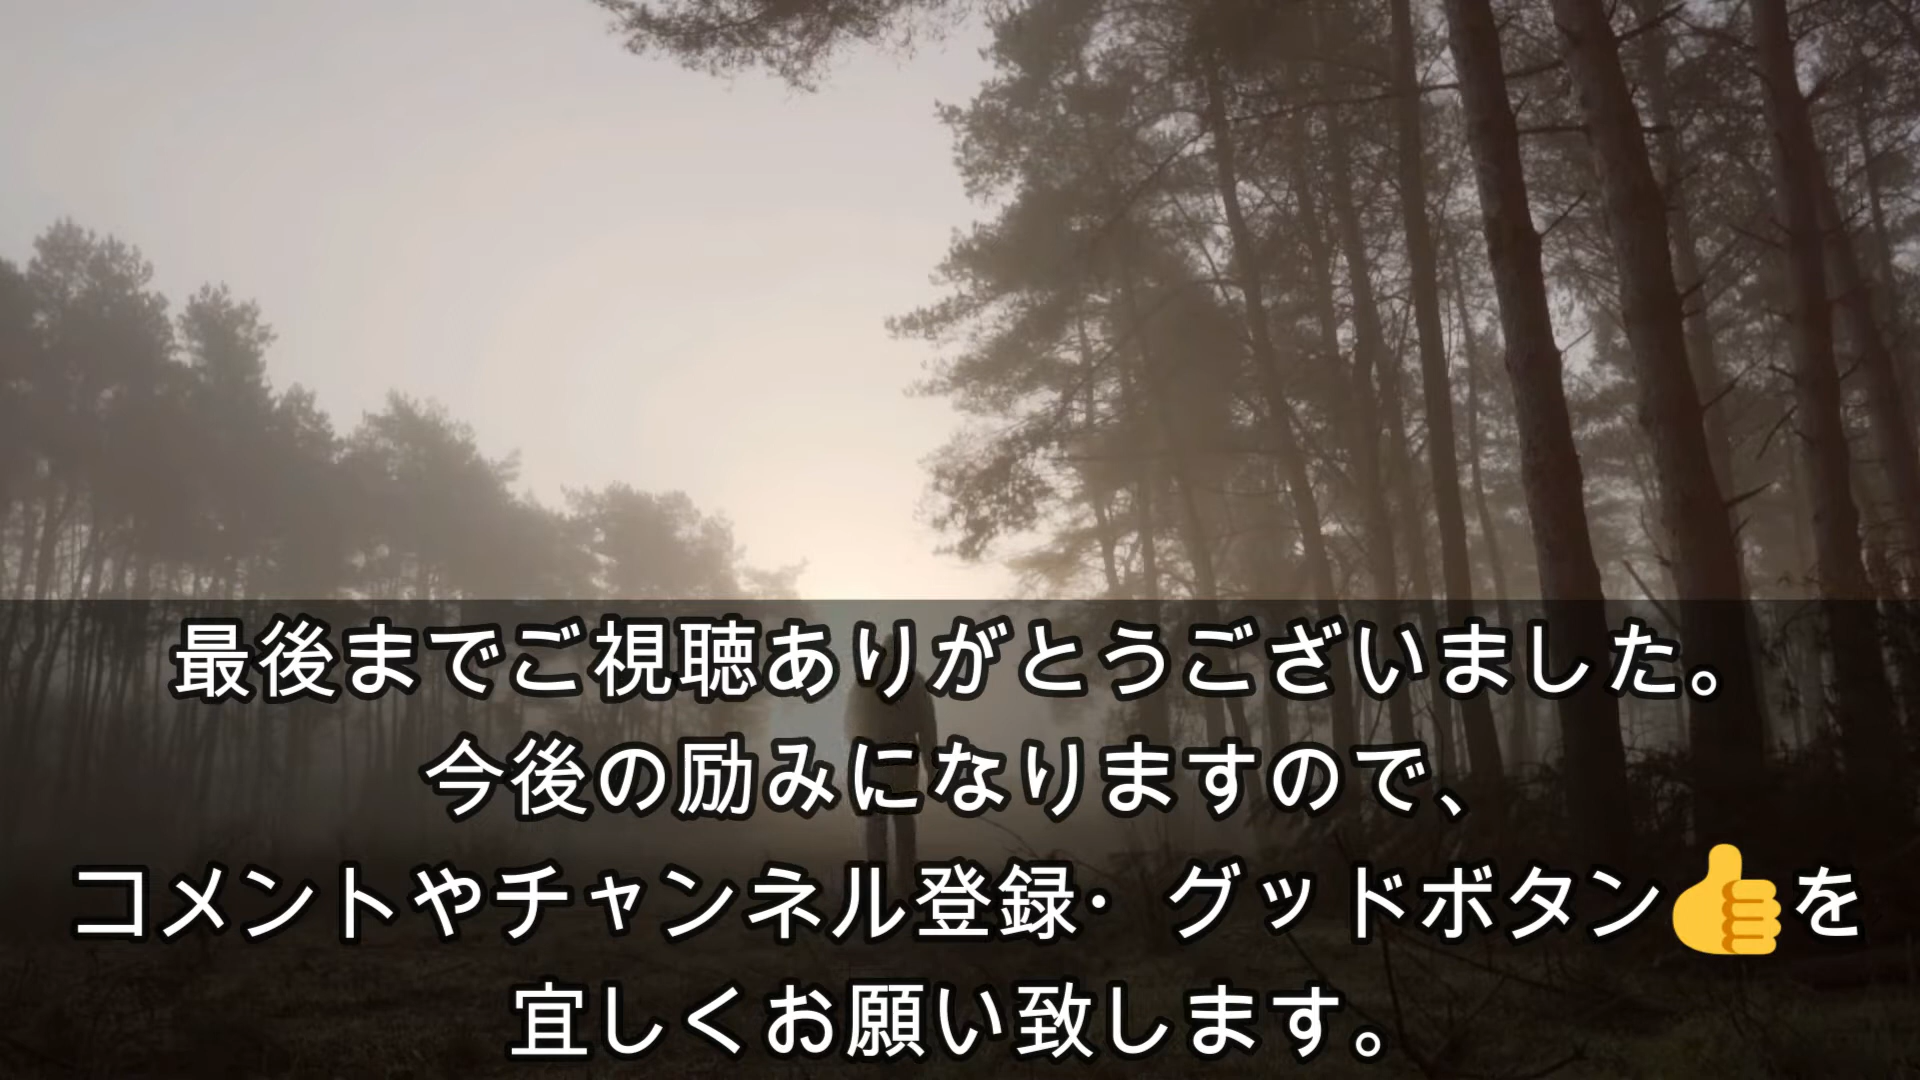 最後までご視聴ありがとうございました。
今後の励みになりますので、
コメントやチャンネル登録・グッドボタン👍を
宜しくお願い致します。